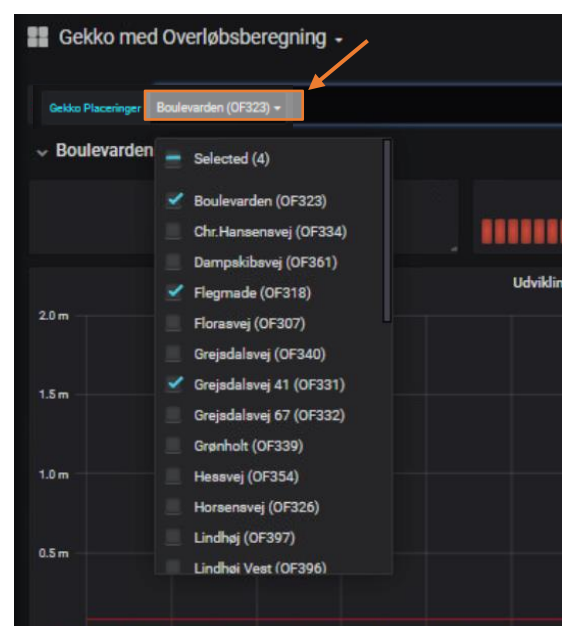 Gekko med Overløbsberegning
Gekko Placeringer Boulevarden (OF323)
Boulevarden
Selected (4)
Boulevarden (OF323)
Chr.Hansensvej (OF334)
Dampskibsvej (OF361)
Flegmade (OF318)
Florasvej (OF307)
Grejsdalsvej (OF340)
Grejsdalsvej 41 (OF331)
Grejsdalsvej 67 (OF332)
Grønholt (OF339)
Hessvej (OF354)
Horsensvej (OF326)
Lindhøj (OF397)
Lindhøj Vest (OF396)
Udviklin
2.0 m
1.5 m
1.0 m
0.5 m